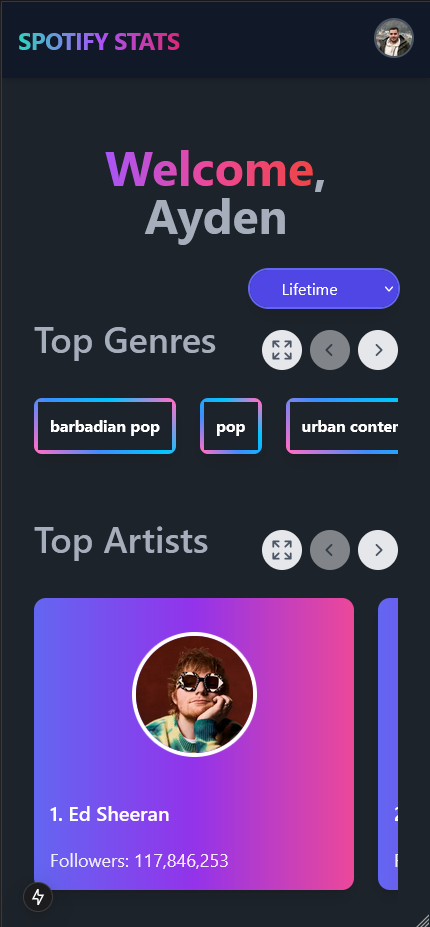 SPOTIFY STATS
Welcome,
Ayden
Lifetime
Top Genres
barbadian pop
pop
urban
Top Artists
1. Ed Sheeran
Followers: 117,846,253